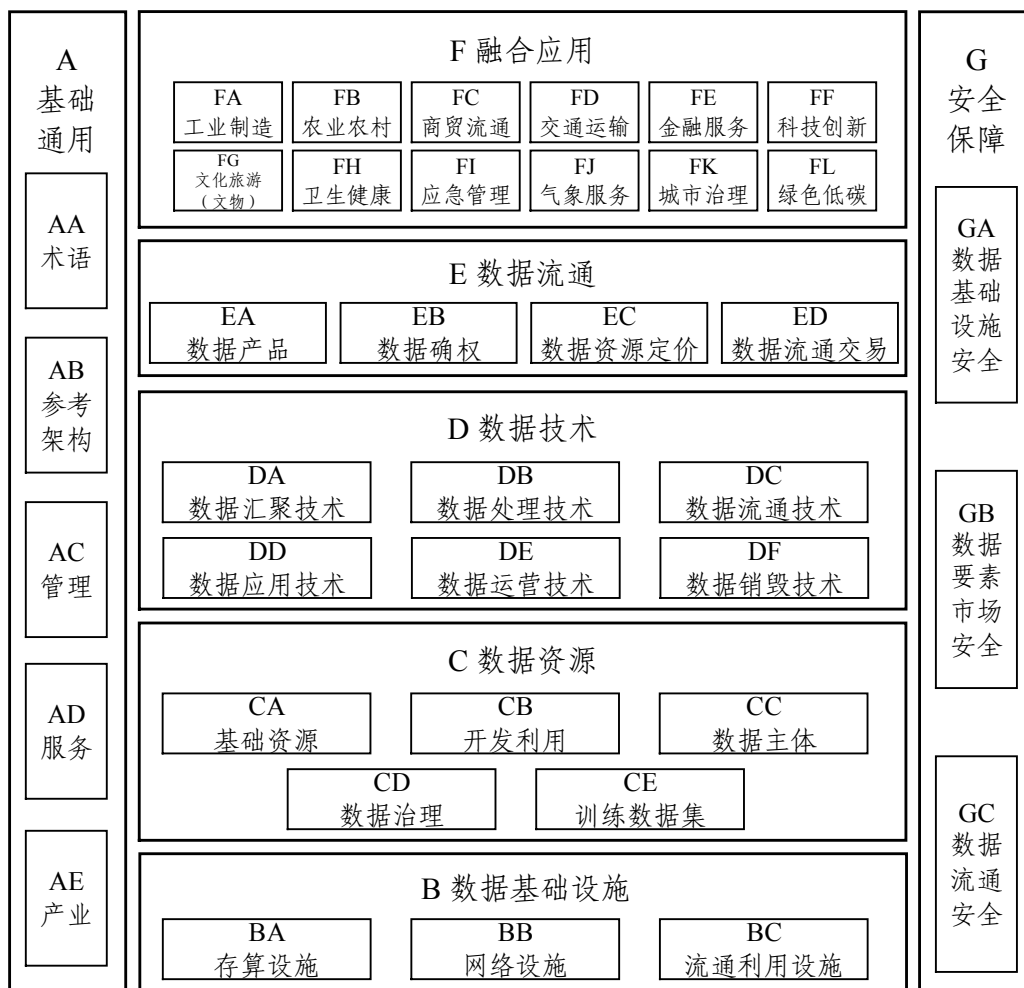 A
基础
通用
AA
术语
AB
参考
架构
AC
管理
AD
服务
AE
产业
F 融合应用
FA
工业制造
FB
农业农村
FC
商贸流通
FD
交通运输
FE
金融服务
FF
科技创新
FG
文化旅游
（文物）
FH
卫生健康
FI
应急管理
FJ
气象服务
FK
城市治理
FL
绿色低碳
E 数据流通
EA
数据产品
EB
数据确权
EC
数据资源定价
ED
数据流通交易
D 数据技术
DA
数据汇聚技术
DB
数据处理技术
DC
数据流通技术
DD
数据应用技术
DE
数据运营技术
DF
数据销毁技术
C 数据资源
CA
基础资源
CB
开发利用
CC
数据主体
CD
数据治理
CE
训练数据集
B 数据基础设施
BA
存算设施
BB
网络设施
BC
流通利用设施
G
安全
保障
GA
数据
基础
设施
安全
GB
数据
要素
市场
安全
GC
数据
流通
安全